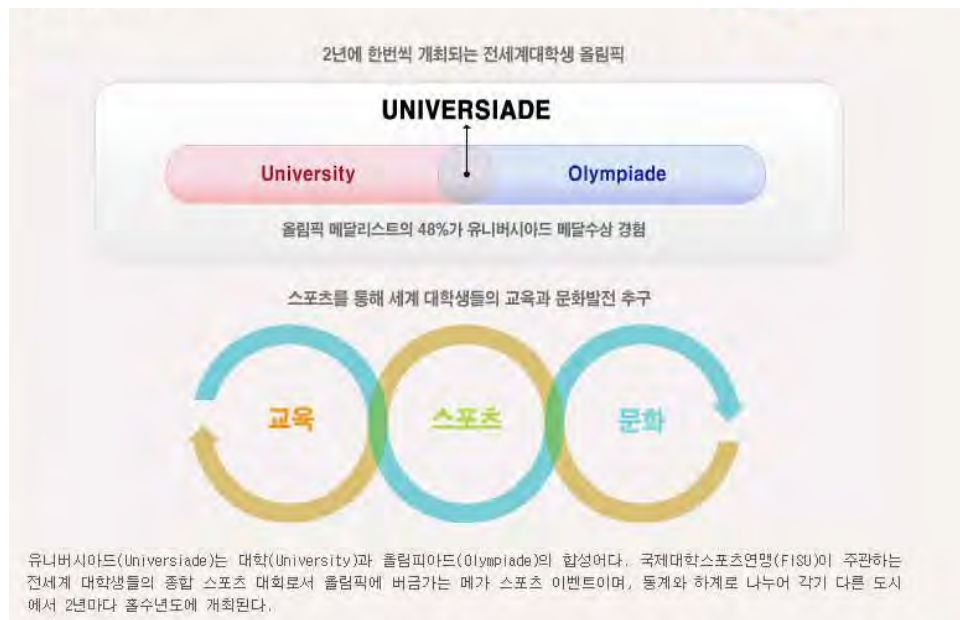 2년에 한번씩 개최되는 전세계대학생 올림픽
UNIVERSIADE
University
Olympiade
올림픽 메달리스트의 48%가 유니버시아드 메달수상 경험
스포츠를 통해 세계 대학생들의 교육과 문화발전 추구
교육
스포츠
문화
유니버시아드(Universiade)는 대학(University)과 올림피아드(Olympiade)의 합성어다. 국제대학스포츠연맹(FISU)이 주관하는
전세계 대학생들의 종합 스포츠 대회로서 올림픽에 버금가는 메가 스포츠 이벤트이며, 동계와 하계로 나누어 각기 다른 도시
에서 2년마다 홀수년도에 개최된다.